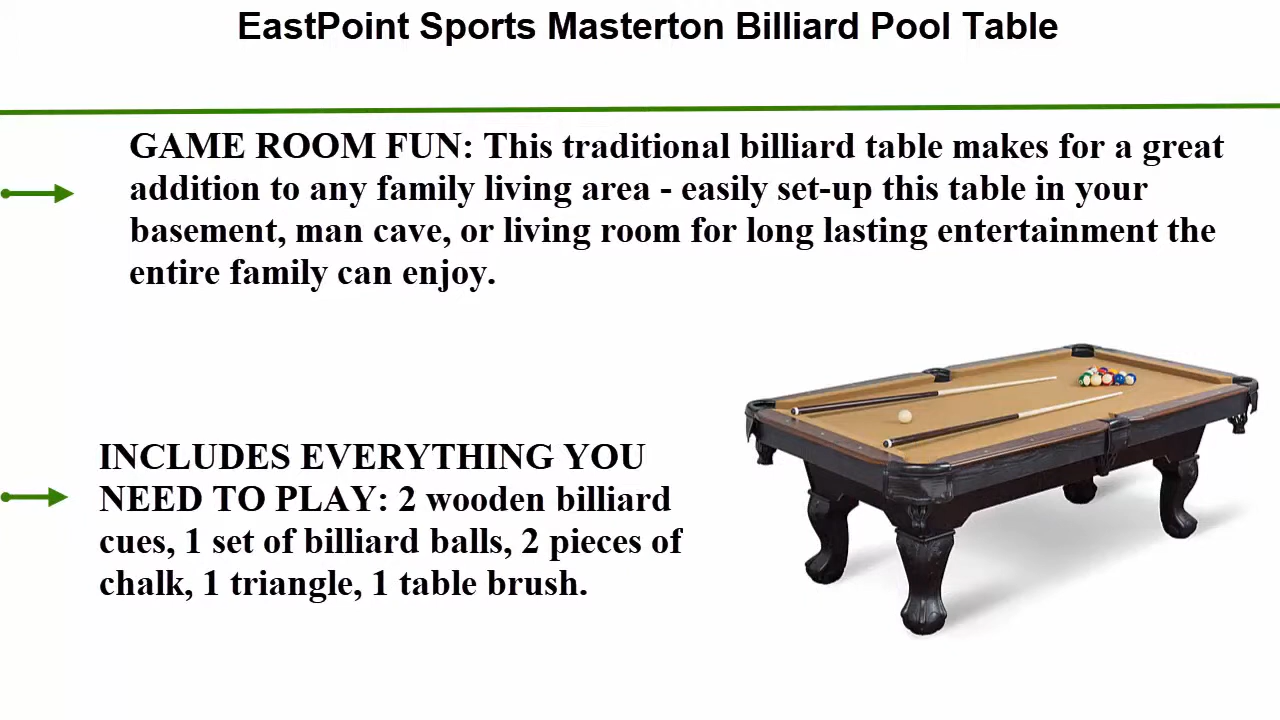 EastPoint Sports Masterton Billiard Pool Table
GAME ROOM FUN: This traditional billiard table makes for a great
addition to any family living area - easily set-up this table in your
basement, man cave, or living room for long lasting entertainment the
entire family can enjoy.
INCLUDES EVERYTHING YOU
NEED TO PLAY: 2 wooden billiard
cues, 1 set of billiard balls, 2 pieces of
chalk, 1 triangle, 1 table brush.